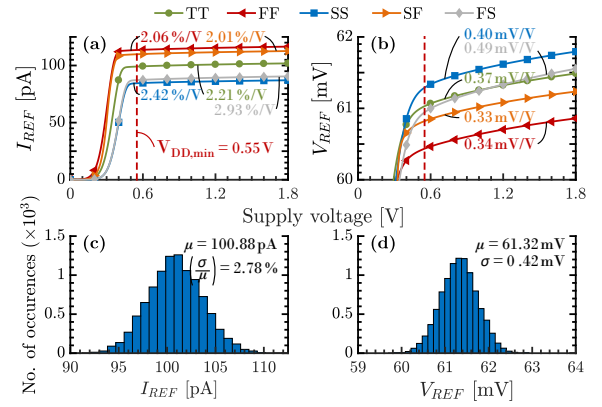 TT FF SS SF FS
(a) 2.06 %/V 2.01 %/V
2.42 %/V 2.21 %/V
2.93 %/V
V_DD,min = 0.55 V
I_REF [pA]
100
50
0
0 0.6 1.2 1.8
(b) 0.40 mV/V
0.49 mV/V
0.37 mV/V
0.33 mV/V
0.34 mV/V
V_REF [mV]
62
61
60
0 0.6 1.2 1.8
Supply voltage [V]
(c) μ = 100.88 pA
(σ/μ) = 2.78 %
No. of occurences (×10³)
1.5
1
0.5
0
90 95 100 105 110
I_REF [pA]
(d) μ = 61.32 mV
σ = 0.42 mV
1.5
1
0.5
0
59 60 61 62 63 64
V_REF [mV]